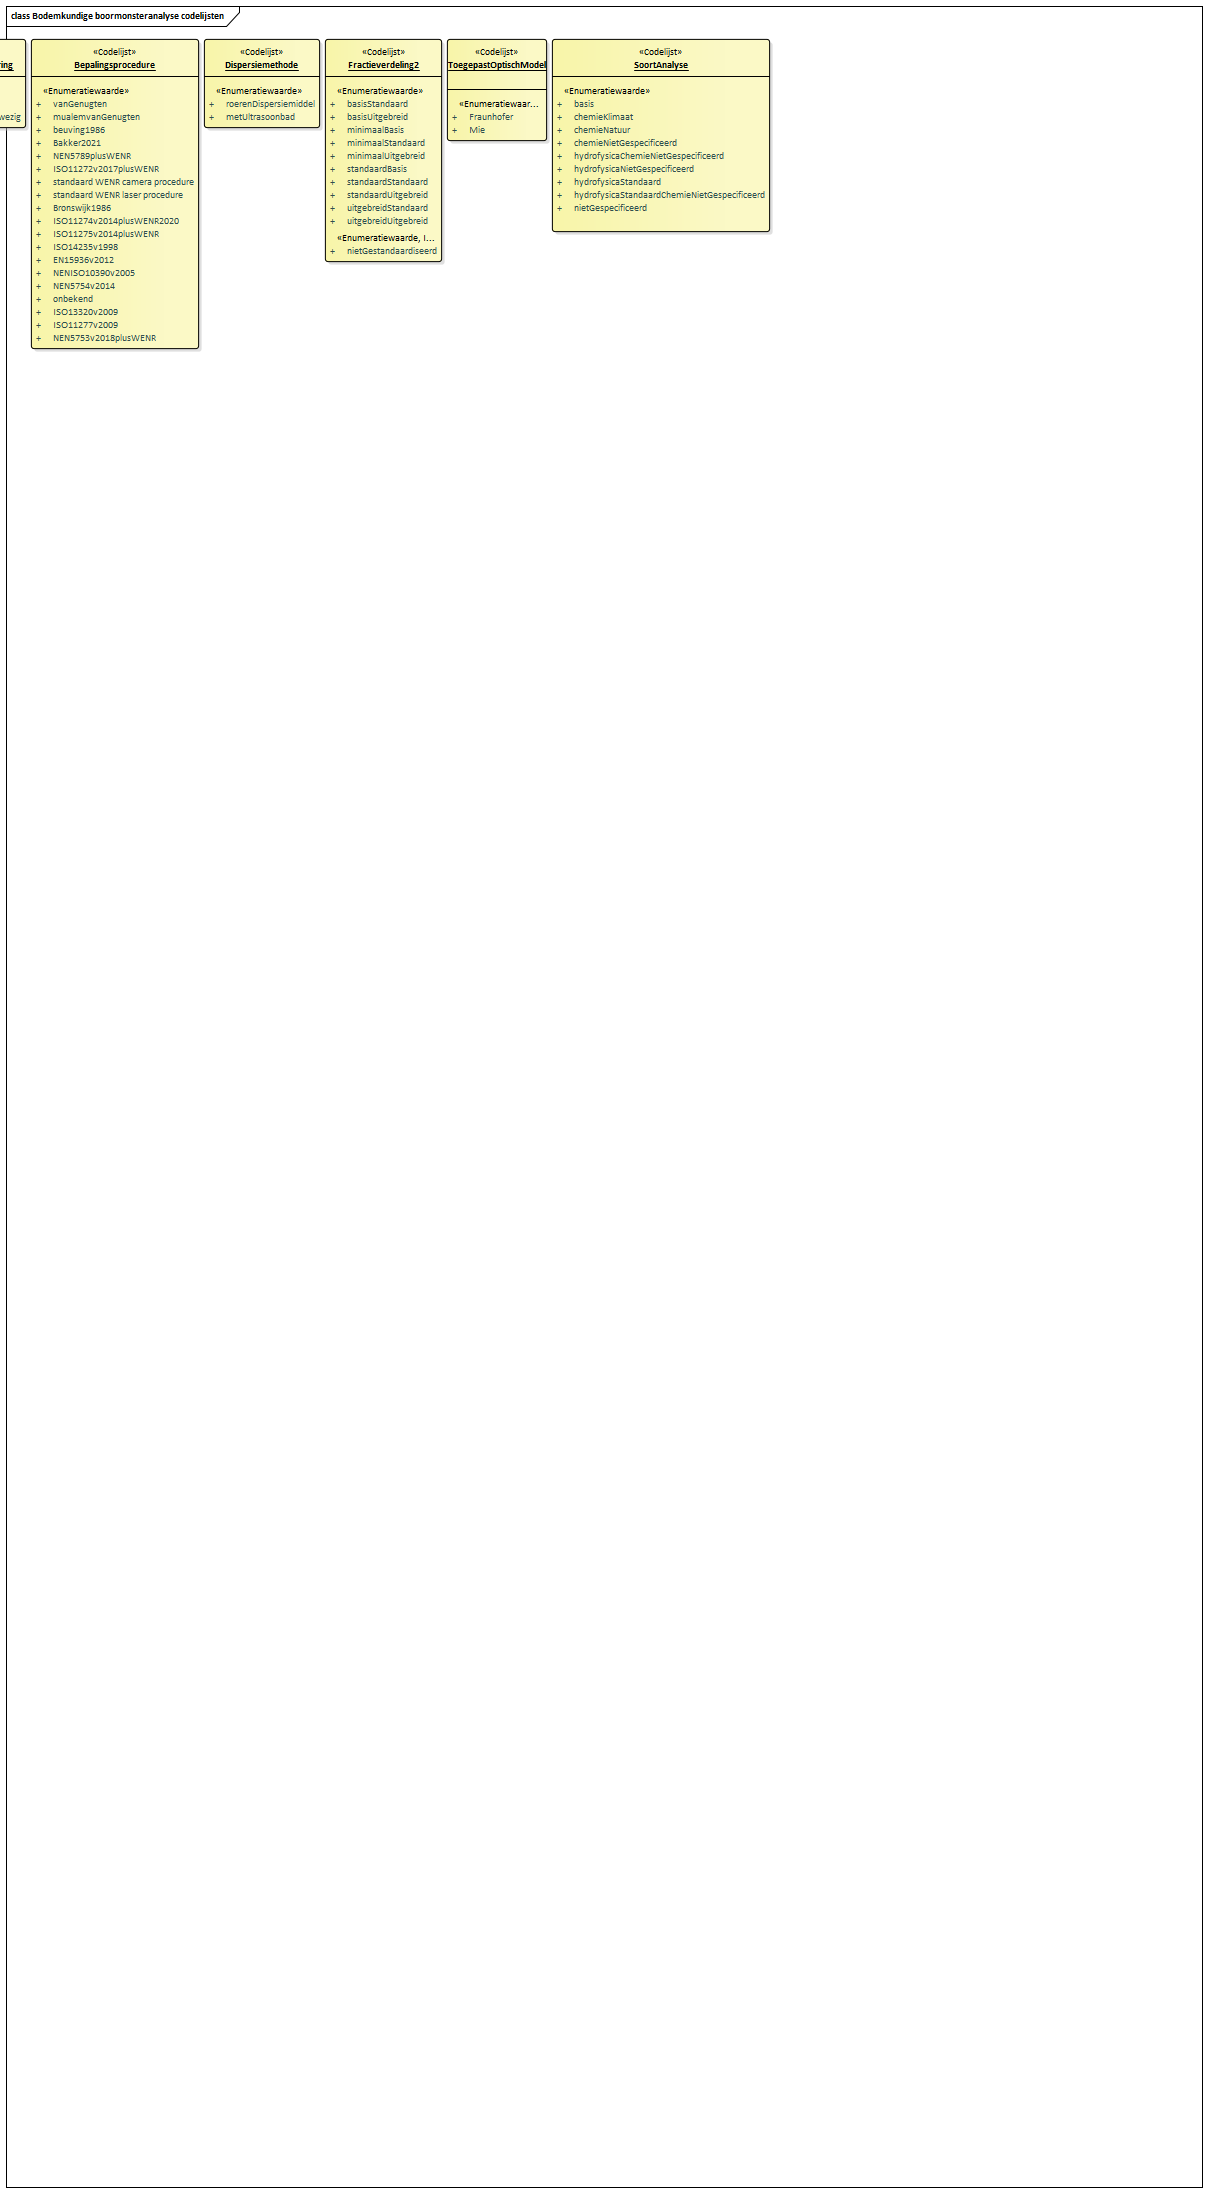 class Bodemkundige boormonsteranalyse codelijsten
ring
wezig
«Codelijst»
Bepalingsprocedure
«Enumeratiewaarde»
+ vanGenugten
+ mualemvanGenugten
+ beuving1986
+ Bakker2021
+ NEN5789plusWENR
+ ISO11272v2017plusWENR
+ standaard WENR camera procedure
+ standaard WENR laser procedure
+ Bronswijk1986
+ ISO11274v2014plusWENR2020
+ ISO11275v2014plusWENR
+ ISO14235v1998
+ EN15936v2012
+ NENISO10390v2005
+ NEN5754v2014
+ onbekend
+ ISO13320v2009
+ ISO11277v2009
+ NEN5753v2018plusWENR
«Codelijst»
Dispersiemethode
«Enumeratiewaarde»
+ roerenDispersiemiddel
+ metUltrasoonbad
«Codelijst»
Fractieverdeling2
«Enumeratiewaarde»
+ basisStandaard
+ basisUitgebreid
+ minimaalBasis
+ minimaalStandaard
+ minimaalUitgebreid
+ standaardBasis
+ standaardStandaard
+ standaardUitgebreid
+ uitgebreidStandaard
+ uitgebreidUitgebreid
«Enumeratiewaarde, I...
+ nietGestandaardiseerd
«Codelijst»
ToegepastOptischModel
«Enumeratiewaar...
+ Fraunhofer
+ Mie
«Codelijst»
SoortAnalyse
«Enumeratiewaarde»
+ basis
+ chemieKlimaat
+ chemieNatuur
+ chemieNietGespecificeerd
+ hydrofysicaChemieNietGespecificeerd
+ hydrofysicaNietGespecificeerd
+ hydrofysicaStandaard
+ hydrofysicaStandaardChemieNietGespecificeerd
+ nietGespecificeerd